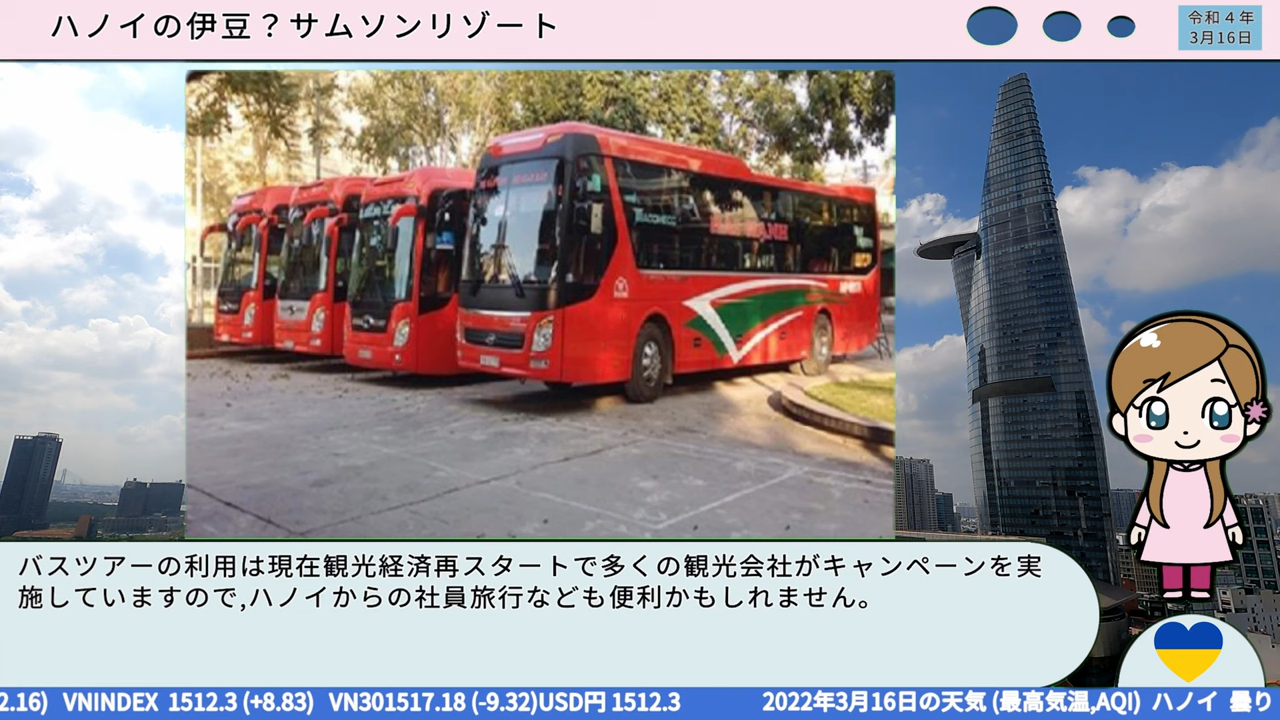 ハノイの伊豆？サムソンリゾート
令和４年
3月16日
バスツアーの利用は現在観光経済再スタートで多くの観光会社がキャンペーンを実
施していますので,ハノイからの社員旅行なども便利かもしれません。
2.16) VNINDEX 1512.3 (+8.83) VN301517.18 (-9.32)USD円 1512.3 2022年3月16日の天気 (最高気温,AQI) ハノイ 曇り